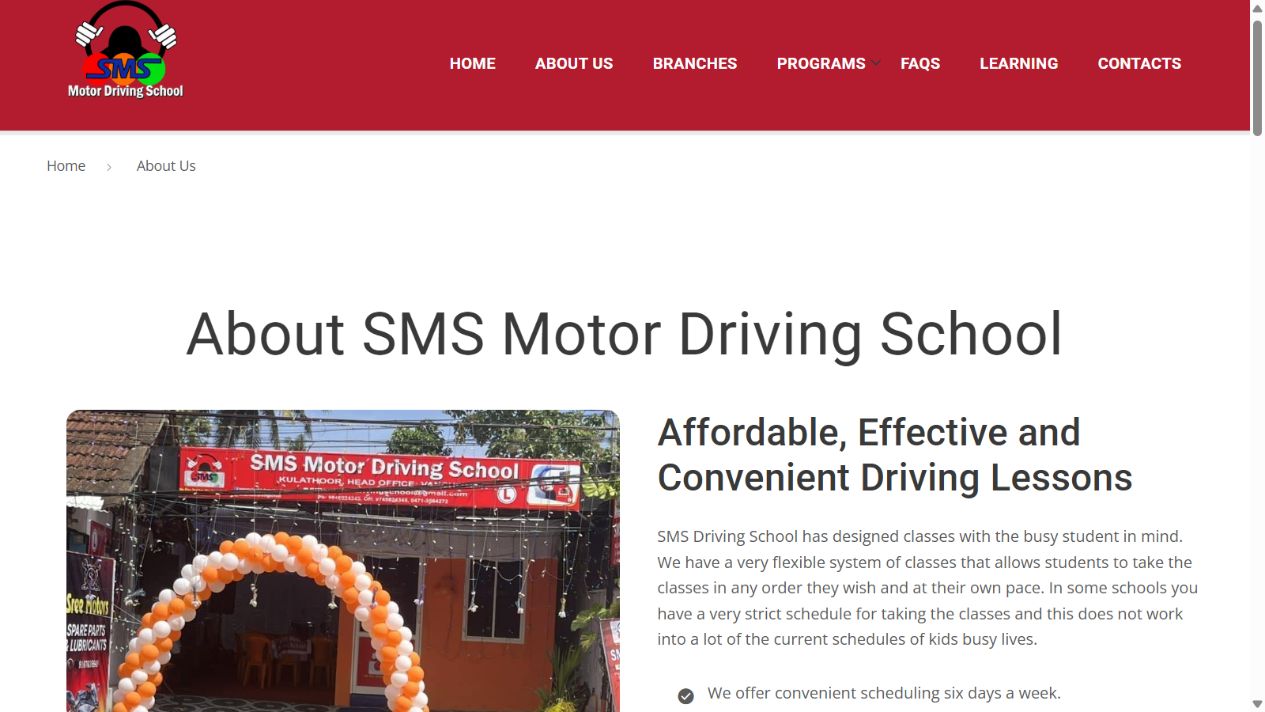 SMS
Motor Driving School
HOME
ABOUT US
BRANCHES
PROGRAMS
FAQS
LEARNING
CONTACTS
Home
About Us
About SMS Motor Driving School
SMS Motor Driving School
SMS
KULATHOOR, HEAD OFFICE
L
Sree Motors
SPARE PARTS
& LUBRICANTS
Affordable, Effective and
Convenient Driving Lessons
SMS Driving School has designed classes with the busy student in mind.
We have a very flexible system of classes that allows students to take the
classes in any order they wish and at their own pace. In some schools you
have a very strict schedule for taking the classes and this does not work
into a lot of the current schedules of kids busy lives.
We offer convenient scheduling six days a week.